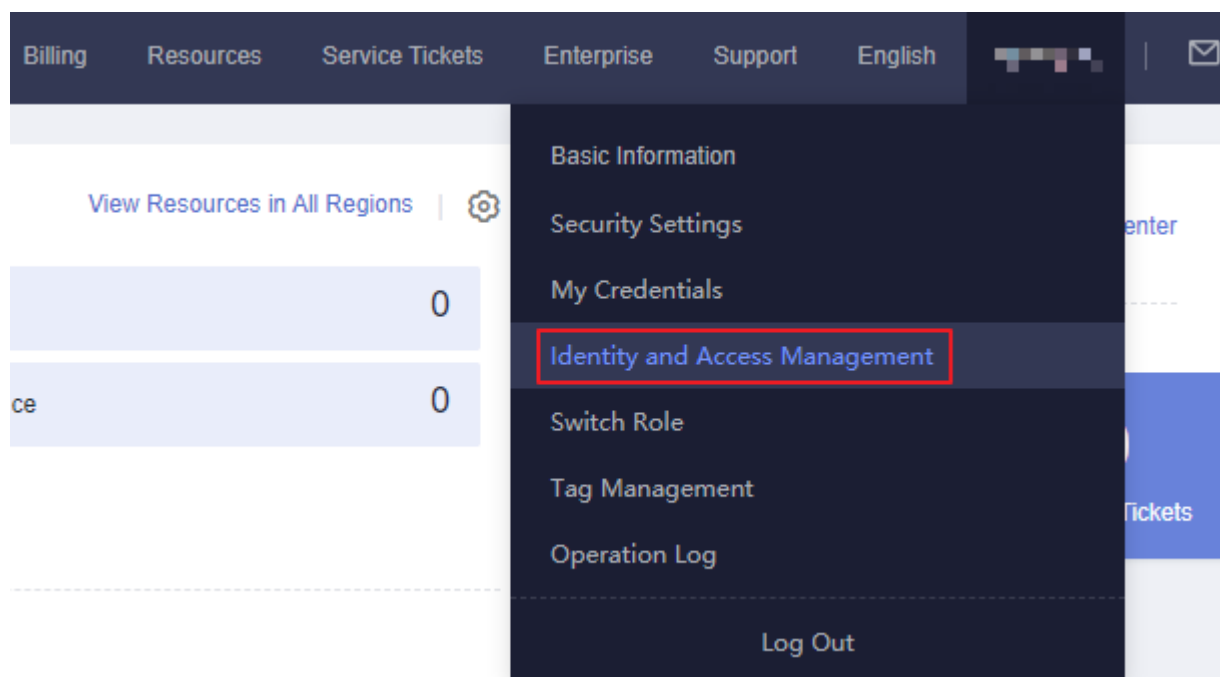 Billing Resources Service Tickets Enterprise Support English
Basic Information
View Resources in All Regions
Security Settings
enter
My Credentials
0
Identity and Access Management
ce 0
Switch Role
Tag Management
Tickets
Operation Log
Log Out